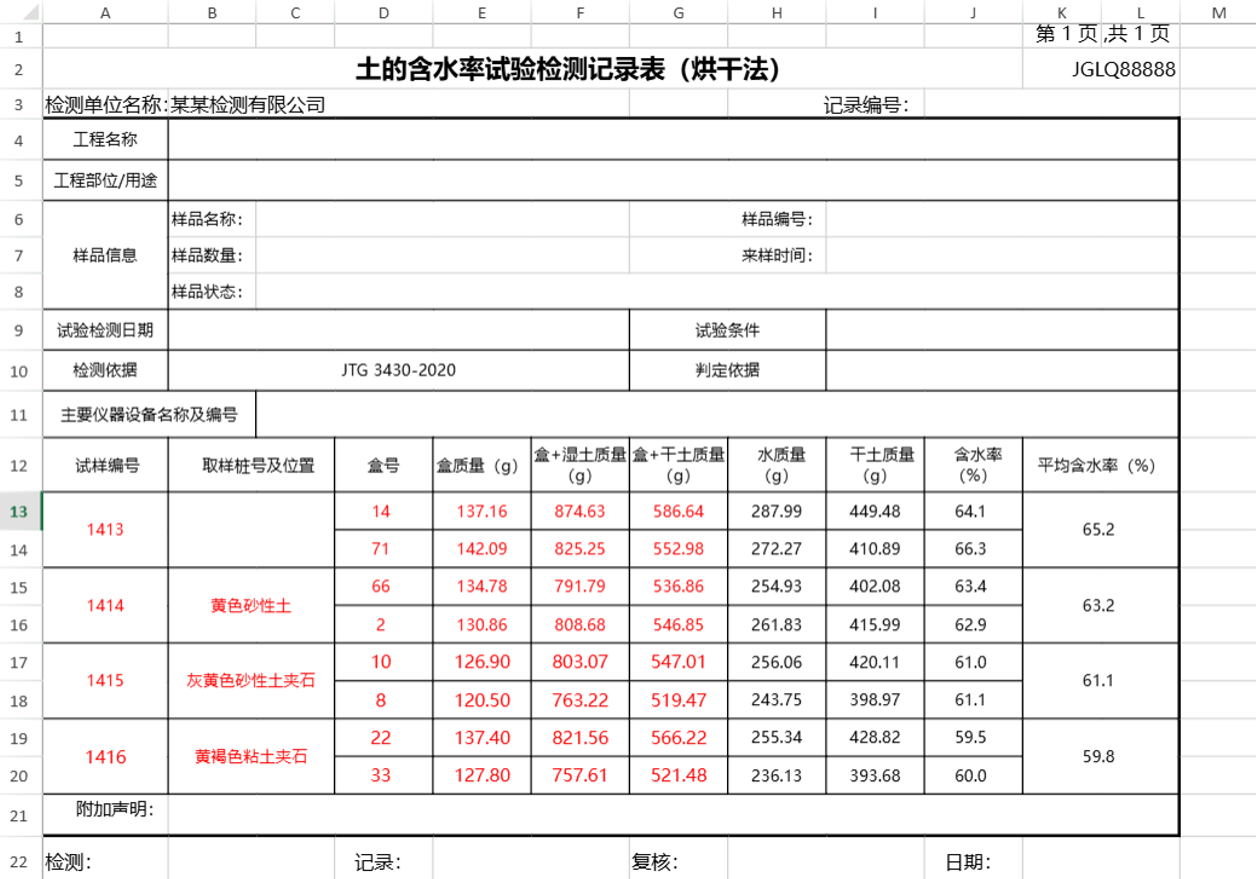 A B C D E F G H I J K L M
1 第 1 页 ,共 1 页
2 土的含水率试验检测记录表（烘干法） JGLQ88888
3 检测单位名称：某某检测有限公司 记录编号：
4 工程名称
5 工程部位/用途
6 样品名称： 样品编号：
7 样品信息 样品数量： 来样时间：
8 样品状态：
9 试验检测日期 试验条件
10 检测依据 JTG 3430-2020 判定依据
11 主要仪器设备名称及编号
12 试样编号 取样桩号及位置 盒号 盒质量（g） 盒+湿土质量（g） 盒+干土质量（g） 水质量（g） 干土质量（g） 含水率（%） 平均含水率（%）
13 1413 14 137.16 874.63 586.64 287.99 449.48 64.1 65.2
14 71 142.09 825.25 552.98 272.27 410.89 66.3
15 1414 黄色砂性土 66 134.78 791.79 536.86 254.93 402.08 63.4 63.2
16 2 130.86 808.68 546.85 261.83 415.99 62.9
17 1415 灰黄色砂性土夹石 10 126.90 803.07 547.01 256.06 420.11 61.0 61.1
18 8 120.50 763.22 519.47 243.75 398.97 61.1
19 1416 黄褐色粘土夹石 22 137.40 821.56 566.22 255.34 428.82 59.5 59.8
20 33 127.80 757.61 521.48 236.13 393.68 60.0
21 附加声明：
22 检测： 记录： 复核： 日期：